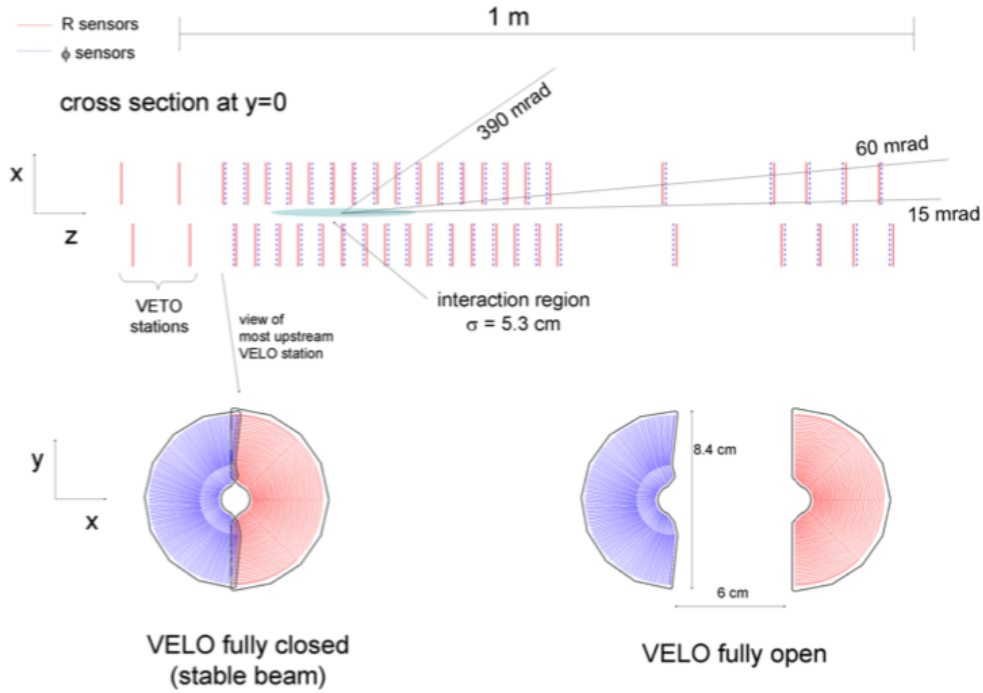 R sensors
1 m
ϕ sensors
cross section at y=0
390 mrad
60 mrad
x
15 mrad
z
VETO
stations
interaction region
σ = 5.3 cm
view of
most upstream
VELO station
y
x
8.4 cm
6 cm
VELO fully closed
(stable beam)
VELO fully open